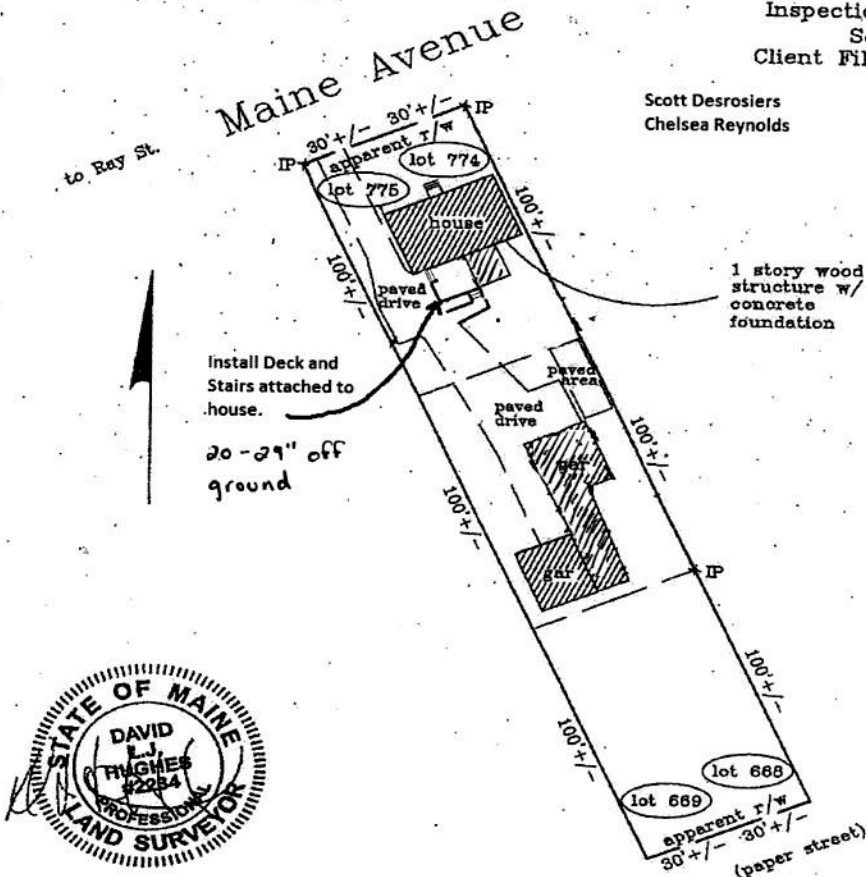 Inspectio
S
Client Fil
Maine Avenue
to Ray St.
Scott Desrosiers
Chelsea Reynolds
30'+/- 30'+/-
IP
IP
apparent r/w
lot 774
lot 775
house
100'+/-
100'+/-
paved
drive
1 story wood
structure w/
concrete
foundation
Install Deck and
Stairs attached to
house.
20-29" off
ground
paved
area
paved
drive
gar
100'+/-
100'+/-
gar
IP
100'+/-
100'+/-
lot 668
lot 669
apparent r/w
30'+/- 30'+/-
(paper street)
STATE OF MAINE
DAVID
L.J.
HUGHES
#2234
PROFESSIONAL
LAND SURVEYOR